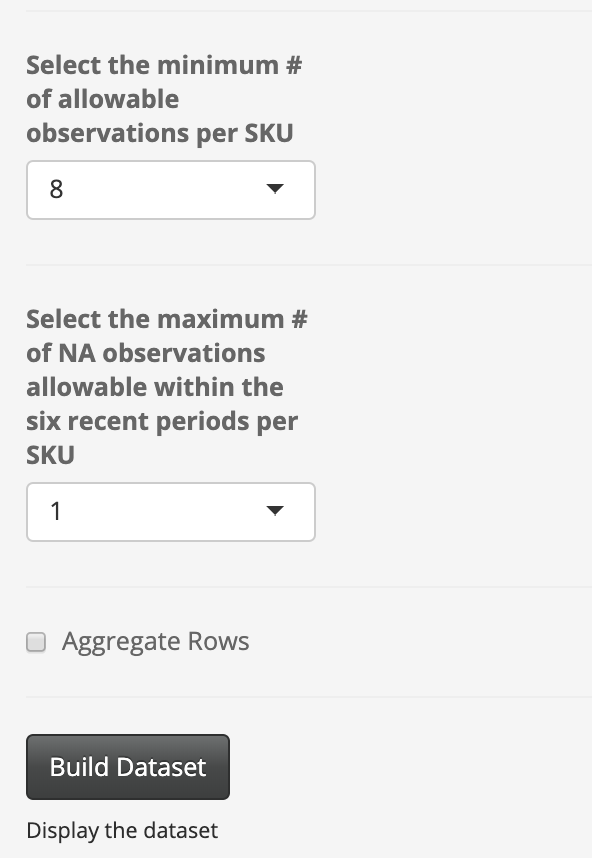 Select the minimum #
of allowable
observations per SKU
8
Select the maximum #
of NA observations
allowable within the
six recent periods per
SKU
1
Aggregate Rows
Build Dataset
Display the dataset